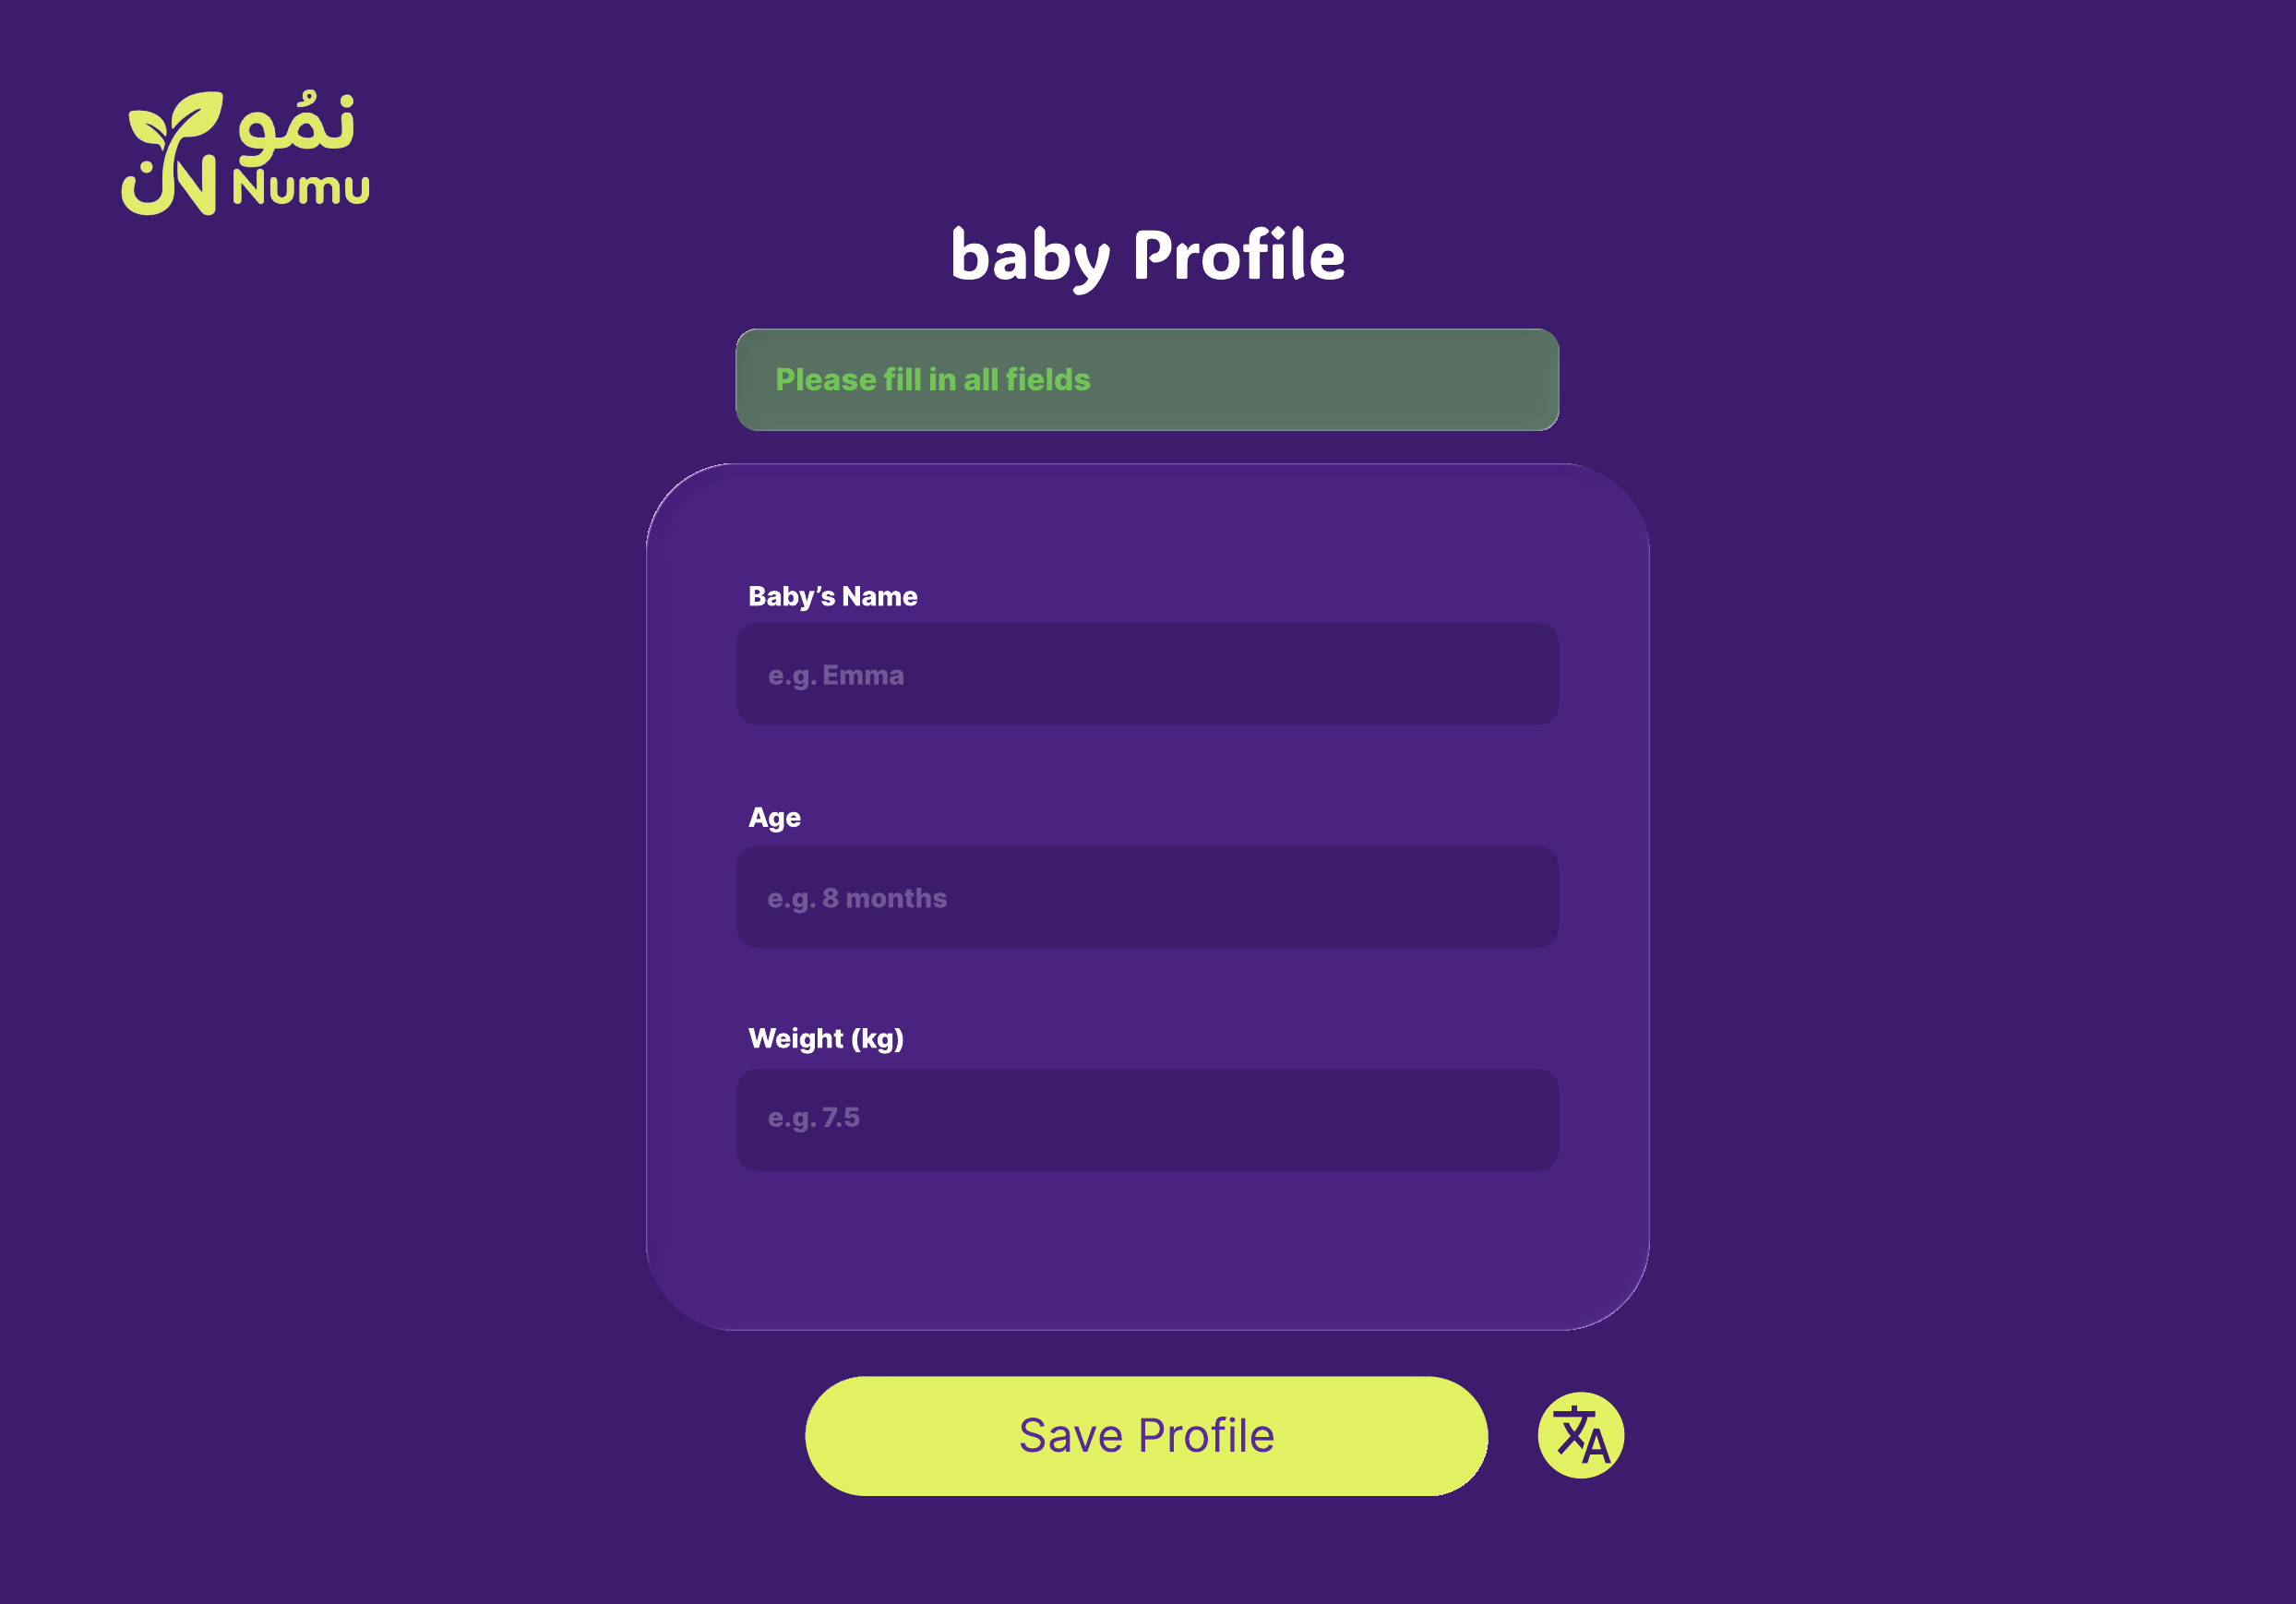 نمُو
Numu
baby Profile
Please fill in all fields
Baby’s Name
e.g. Emma
Age
e.g. 8 months
Weight (kg)
e.g. 7.5
Save Profile